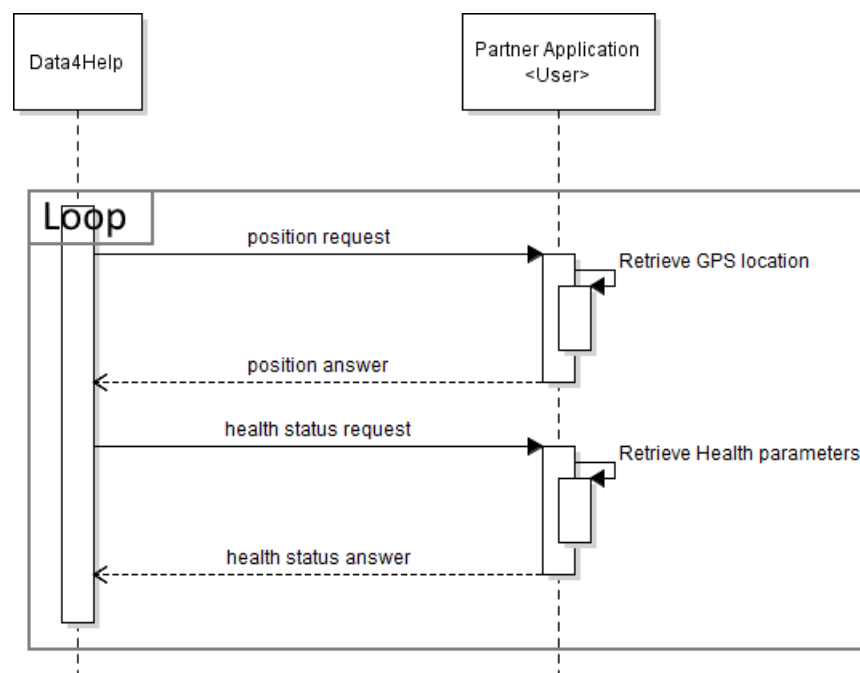 Data4Help
Partner Application
<User>
Loop
position request
Retrieve GPS location
position answer
health status request
Retrieve Health parameters
health status answer